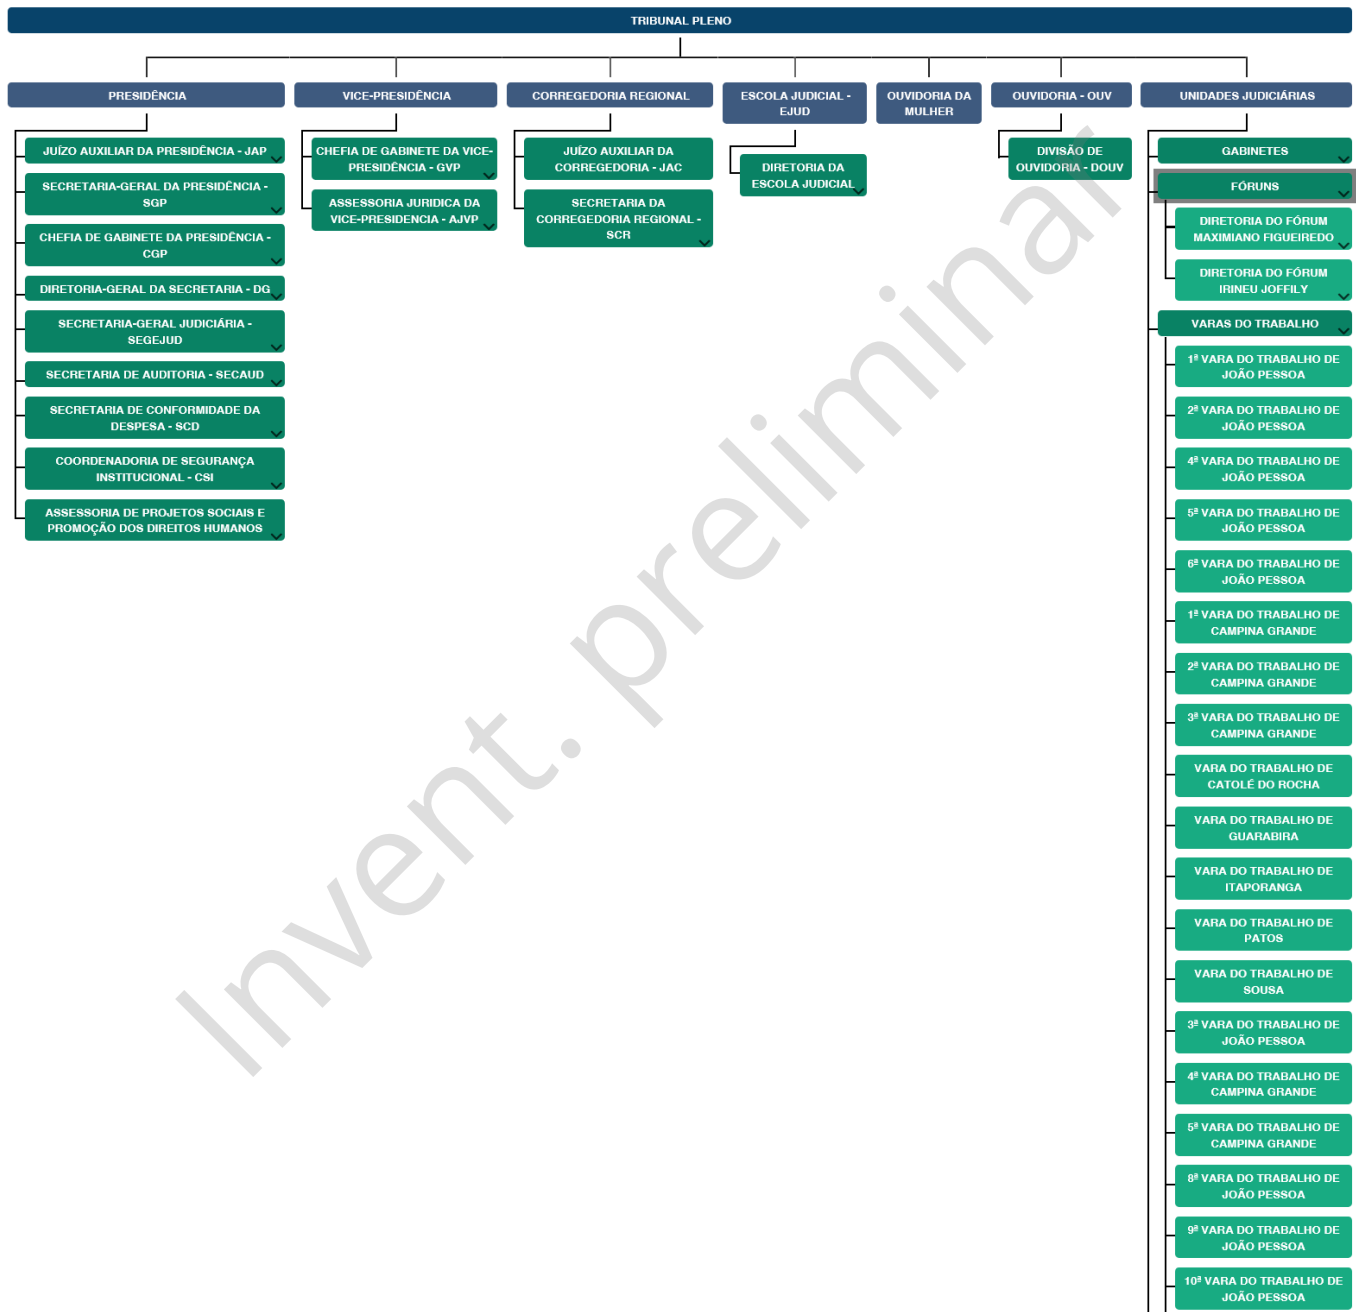 TRIBUNAL PLENO
PRESIDÊNCIA
VICE-PRESIDÊNCIA
CORREGEDORIA REGIONAL
ESCOLA JUDICIAL -
EJUD
OUVIDORIA DA
MULHER
OUVIDORIA - OUV
UNIDADES JUDICIÁRIAS
JUÍZO AUXILIAR DA PRESIDÊNCIA - JAP
SECRETARIA-GERAL DA PRESIDÊNCIA -
SGP
CHEFIA DE GABINETE DA PRESIDÊNCIA -
CGP
DIRETORIA-GERAL DA SECRETARIA - DG
SECRETARIA-GERAL JUDICIÁRIA -
SEGEJUD
SECRETARIA DE AUDITORIA - SECAUD
SECRETARIA DE CONFORMIDADE DA
DESPESA - SCD
COORDENADORIA DE SEGURANÇA
INSTITUCIONAL - CSI
ASSESSORIA DE PROJETOS SOCIAIS E
PROMOÇÃO DOS DIREITOS HUMANOS
CHEFIA DE GABINETE DA VICE-
PRESIDÊNCIA - GVP
ASSESSORIA JURIDICA DA
VICE-PRESIDENCIA - AJVP
JUÍZO AUXILIAR DA
CORREGEDORIA - JAC
SECRETARIA DA
CORREGEDORIA REGIONAL -
SCR
DIRETORIA DA
ESCOLA JUDICIAL
DIVISÃO DE
OUVIDORIA - DOUV
GABINETES
FÓRUNS
DIRETORIA DO FÓRUM
MAXIMIANO FIGUEIREDO
DIRETORIA DO FÓRUM
IRINEU JOFFILY
VARAS DO TRABALHO
1ª VARA DO TRABALHO DE
JOÃO PESSOA
2ª VARA DO TRABALHO DE
JOÃO PESSOA
4ª VARA DO TRABALHO DE
JOÃO PESSOA
5ª VARA DO TRABALHO DE
JOÃO PESSOA
6ª VARA DO TRABALHO DE
JOÃO PESSOA
1ª VARA DO TRABALHO DE
CAMPINA GRANDE
2ª VARA DO TRABALHO DE
CAMPINA GRANDE
3ª VARA DO TRABALHO DE
CAMPINA GRANDE
VARA DO TRABALHO DE
CATOLÉ DO ROCHA
VARA DO TRABALHO DE
GUARABIRA
VARA DO TRABALHO DE
ITAPORANGA
VARA DO TRABALHO DE
PATOS
VARA DO TRABALHO DE
SOUSA
3ª VARA DO TRABALHO DE
JOÃO PESSOA
4ª VARA DO TRABALHO DE
CAMPINA GRANDE
5ª VARA DO TRABALHO DE
CAMPINA GRANDE
8ª VARA DO TRABALHO DE
JOÃO PESSOA
9ª VARA DO TRABALHO DE
JOÃO PESSOA
10ª VARA DO TRABALHO DE
JOÃO PESSOA
Invent. preliminar